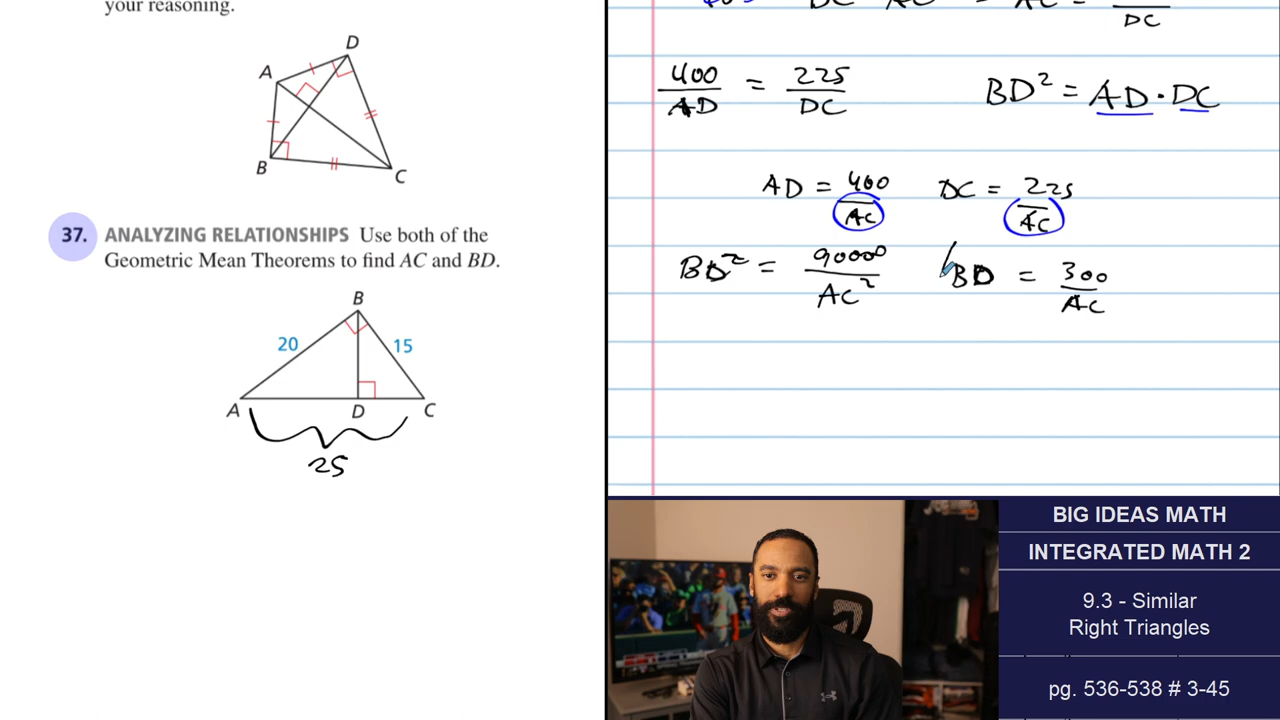 your reasoning.
D
A
B
C
37. ANALYZING RELATIONSHIPS Use both of the
Geometric Mean Theorems to find AC and BD.
B
20
15
A
D
C
25
DC
400/AD = 225/DC
BD² = AD · DC
AD = 400/AC
DC = 225/AC
BD² = 90000/AC²
BD = 300/AC
BIG IDEAS MATH
INTEGRATED MATH 2
9.3 - Similar
Right Triangles
pg. 536-538 # 3-45